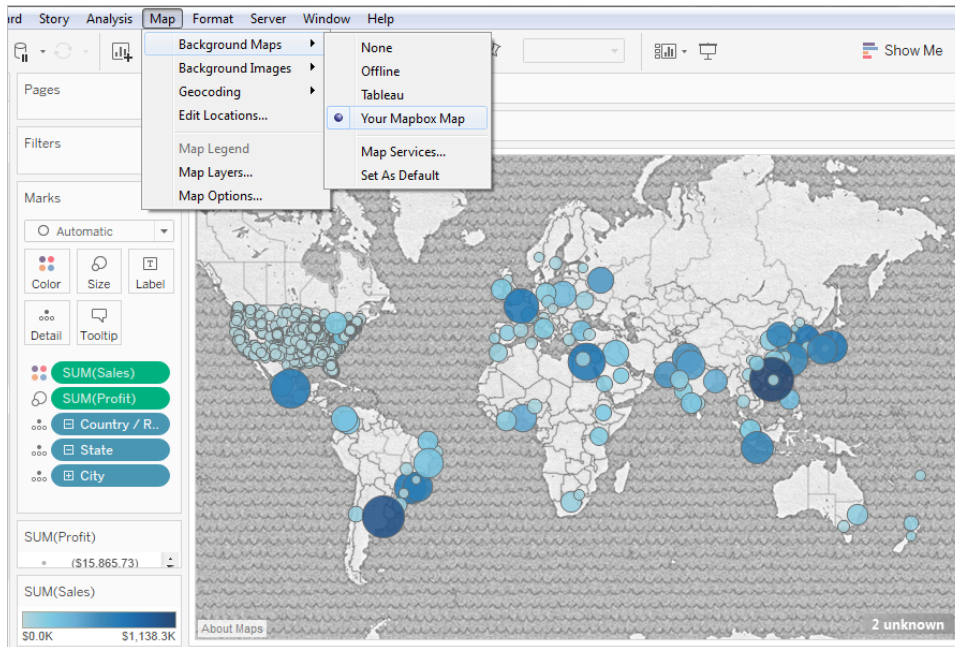 ard Story Analysis Map Format Server Window Help
Show Me
Background Maps
Background Images
Geocoding
Edit Locations...
Map Legend
Map Layers...
Map Options...
None
Offline
Tableau
Your Mapbox Map
Map Services...
Set As Default
Pages
Filters
Marks
Automatic
Color Size Label
Detail Tooltip
SUM(Sales)
SUM(Profit)
Country / R..
State
City
SUM(Profit)
($15,865.73)
SUM(Sales)
$0.0K $1,138.3K
About Maps
2 unknown